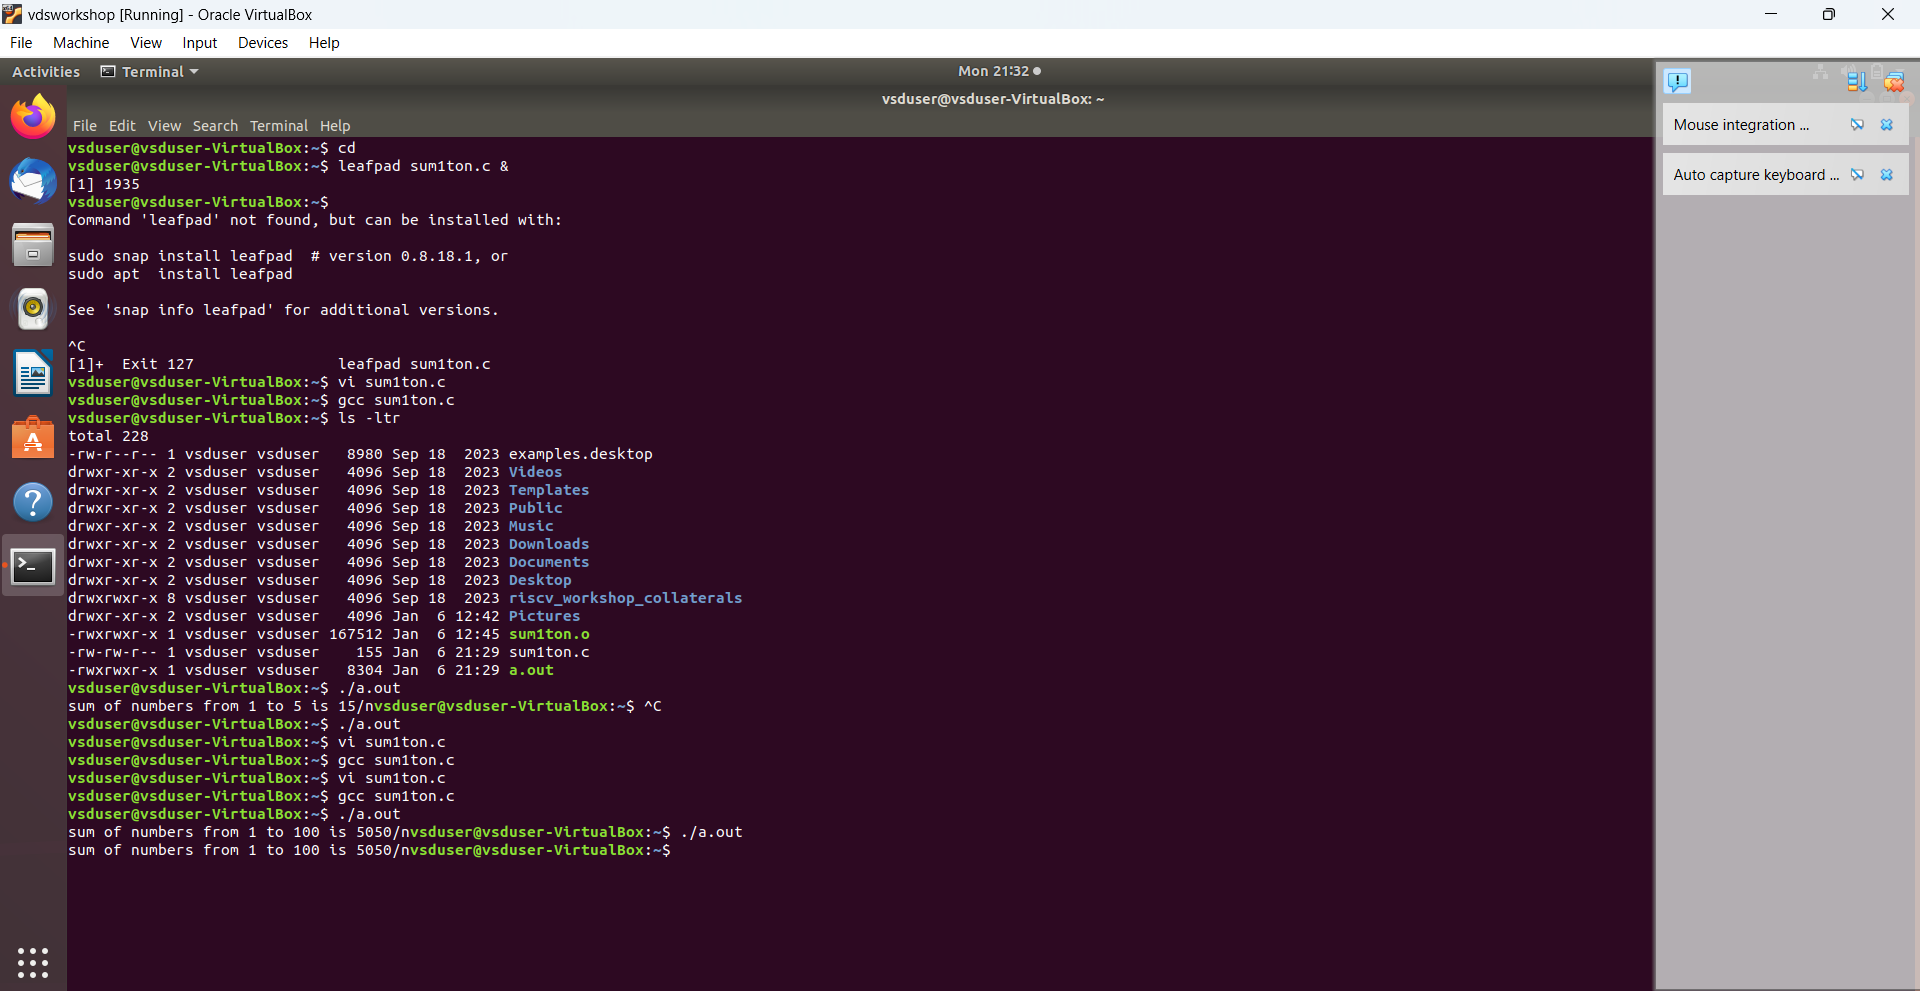 vdsworkshop [Running] - Oracle VirtualBox
File Machine View Input Devices Help
Activities Terminal Mon 21:32
vsduser@vsduser-VirtualBox: ~
File Edit View Search Terminal Help
Mouse integration ...
Auto capture keyboard ...
vsduser@vsduser-VirtualBox:~$ cd
vsduser@vsduser-VirtualBox:~$ leafpad sum1ton.c &
[1] 1935
vsduser@vsduser-VirtualBox:~$
Command 'leafpad' not found, but can be installed with:
sudo snap install leafpad  # version 0.8.18.1, or
sudo apt  install leafpad
See 'snap info leafpad' for additional versions.
^C
[1]+  Exit 127                leafpad sum1ton.c
vsduser@vsduser-VirtualBox:~$ vi sum1ton.c
vsduser@vsduser-VirtualBox:~$ gcc sum1ton.c
vsduser@vsduser-VirtualBox:~$ ls -ltr
total 228
-rw-r--r-- 1 vsduser vsduser   8980 Sep 18  2023 examples.desktop
drwxr-xr-x 2 vsduser vsduser   4096 Sep 18  2023 Videos
drwxr-xr-x 2 vsduser vsduser   4096 Sep 18  2023 Templates
drwxr-xr-x 2 vsduser vsduser   4096 Sep 18  2023 Public
drwxr-xr-x 2 vsduser vsduser   4096 Sep 18  2023 Music
drwxr-xr-x 2 vsduser vsduser   4096 Sep 18  2023 Downloads
drwxr-xr-x 2 vsduser vsduser   4096 Sep 18  2023 Documents
drwxr-xr-x 2 vsduser vsduser   4096 Sep 18  2023 Desktop
drwxrwxr-x 8 vsduser vsduser   4096 Sep 18  2023 riscv_workshop_collaterals
drwxr-xr-x 2 vsduser vsduser   4096 Jan  6 12:42 Pictures
-rwxrwxr-x 1 vsduser vsduser 167512 Jan  6 12:45 sum1ton.o
-rw-rw-r-- 1 vsduser vsduser    155 Jan  6 21:29 sum1ton.c
-rwxrwxr-x 1 vsduser vsduser   8304 Jan  6 21:29 a.out
vsduser@vsduser-VirtualBox:~$ ./a.out
sum of numbers from 1 to 5 is 15/nvsduser@vsduser-VirtualBox:~$ ^C
vsduser@vsduser-VirtualBox:~$ ./a.out
vsduser@vsduser-VirtualBox:~$ vi sum1ton.c
vsduser@vsduser-VirtualBox:~$ gcc sum1ton.c
vsduser@vsduser-VirtualBox:~$ vi sum1ton.c
vsduser@vsduser-VirtualBox:~$ gcc sum1ton.c
vsduser@vsduser-VirtualBox:~$ ./a.out
sum of numbers from 1 to 100 is 5050/nvsduser@vsduser-VirtualBox:~$ ./a.out
sum of numbers from 1 to 100 is 5050/nvsduser@vsduser-VirtualBox:~$